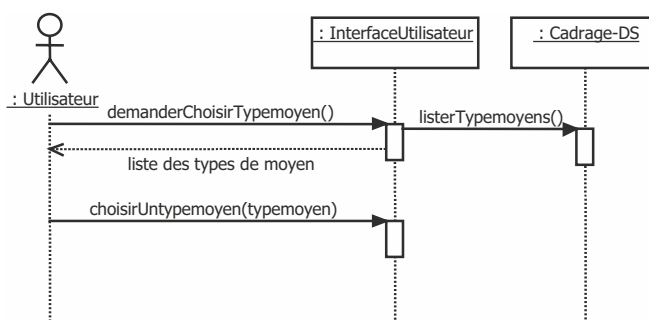 : InterfaceUtilisateur
: Cadrage-DS
: Utilisateur
demanderChoisirTypemoyen()
listerTypemoyens()
liste des types de moyen
choisirUntypemoyen(typemoyen)